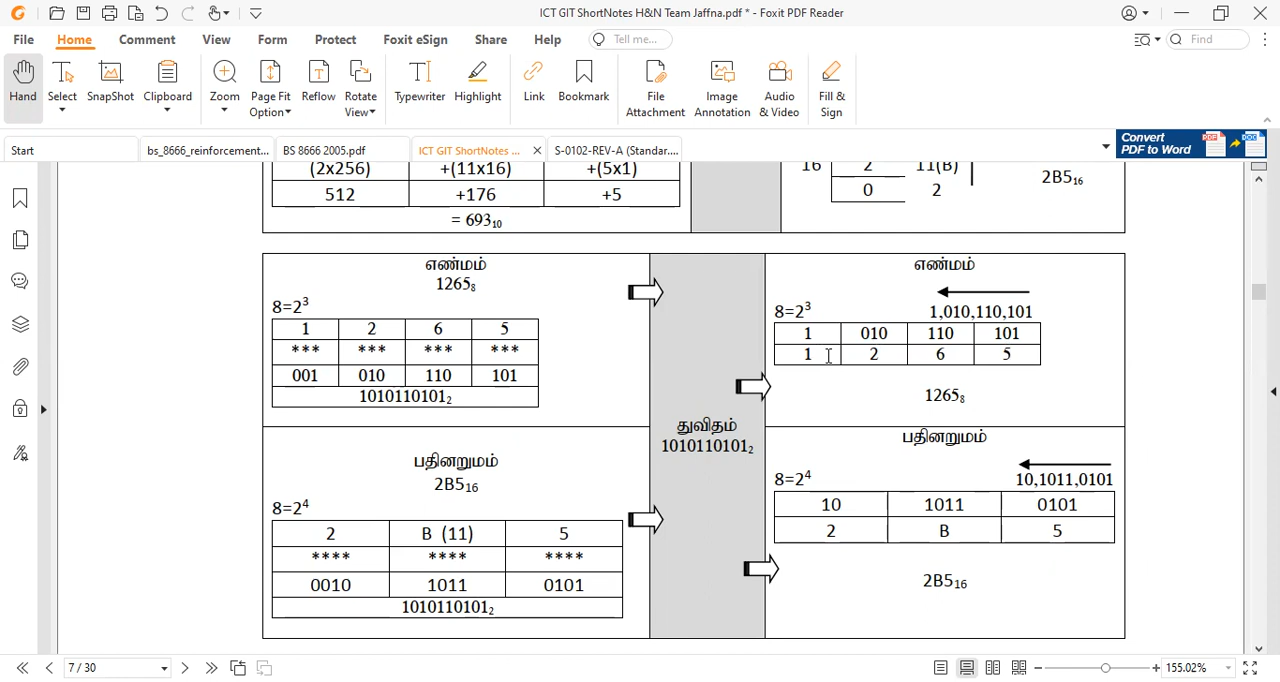 ICT GIT ShortNotes H&N Team Jaffna.pdf * - Foxit PDF Reader
File Home Comment View Form Protect Foxit eSign Share Help Tell me... Find
Hand Select SnapShot Clipboard Zoom Page Fit Option Reflow Rotate View Typewriter Highlight Link Bookmark File Attachment Image Annotation Audio & Video Fill & Sign
Start bs_8666_reinforcement... BS 8666 2005.pdf ICT GIT ShortNotes ... S-0102-REV-A (Standar.... Convert PDF to Word
(2x256) +(11x16) +(5x1)
512 +176 +5
= 693₁₀
16 2 11(B)
0 2
2B5₁₆
எண்மம்
1265₈
8=2³
1 2 6 5
*** *** *** ***
001 010 110 101
1010110101₂
பதினறுமம்
2B5₁₆
8=2⁴
2 B (11) 5
**** **** ****
0010 1011 0101
1010110101₂
துவிதம்
1010110101₂
எண்மம்
8=2³ 1,010,110,101
1 010 110 101
1 2 6 5
1265₈
பதினறுமம்
8=2⁴ 10,1011,0101
10 1011 0101
2 B 5
2B5₁₆
7 / 30 155.02%